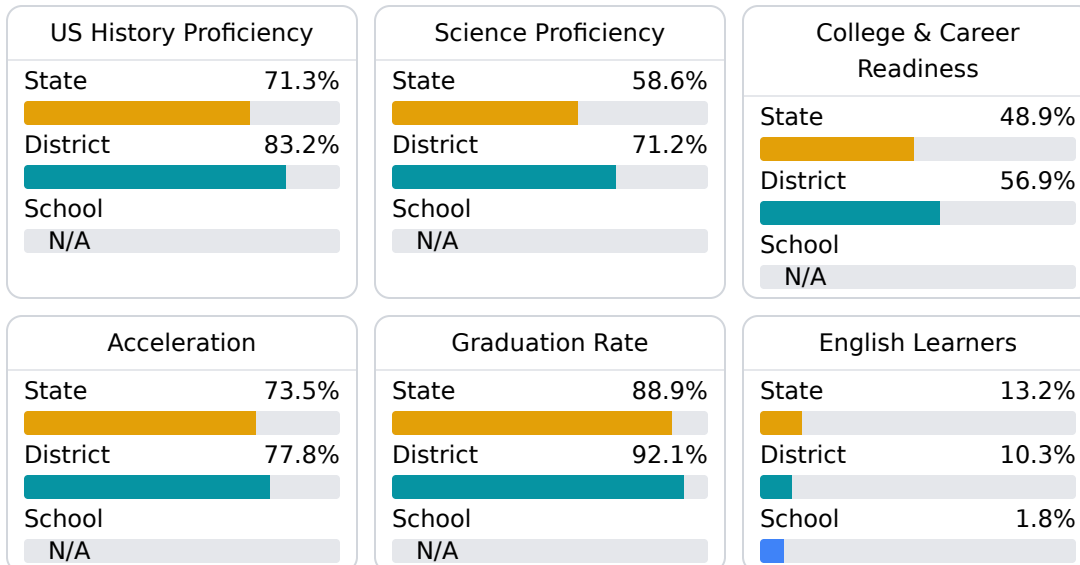 US History Proficiency
State 71.3%
District 83.2%
School
N/A
Science Proficiency
State 58.6%
District 71.2%
School
N/A
College & Career
Readiness
State 48.9%
District 56.9%
School
N/A
Acceleration
State 73.5%
District 77.8%
School
N/A
Graduation Rate
State 88.9%
District 92.1%
School
N/A
English Learners
State 13.2%
District 10.3%
School 1.8%